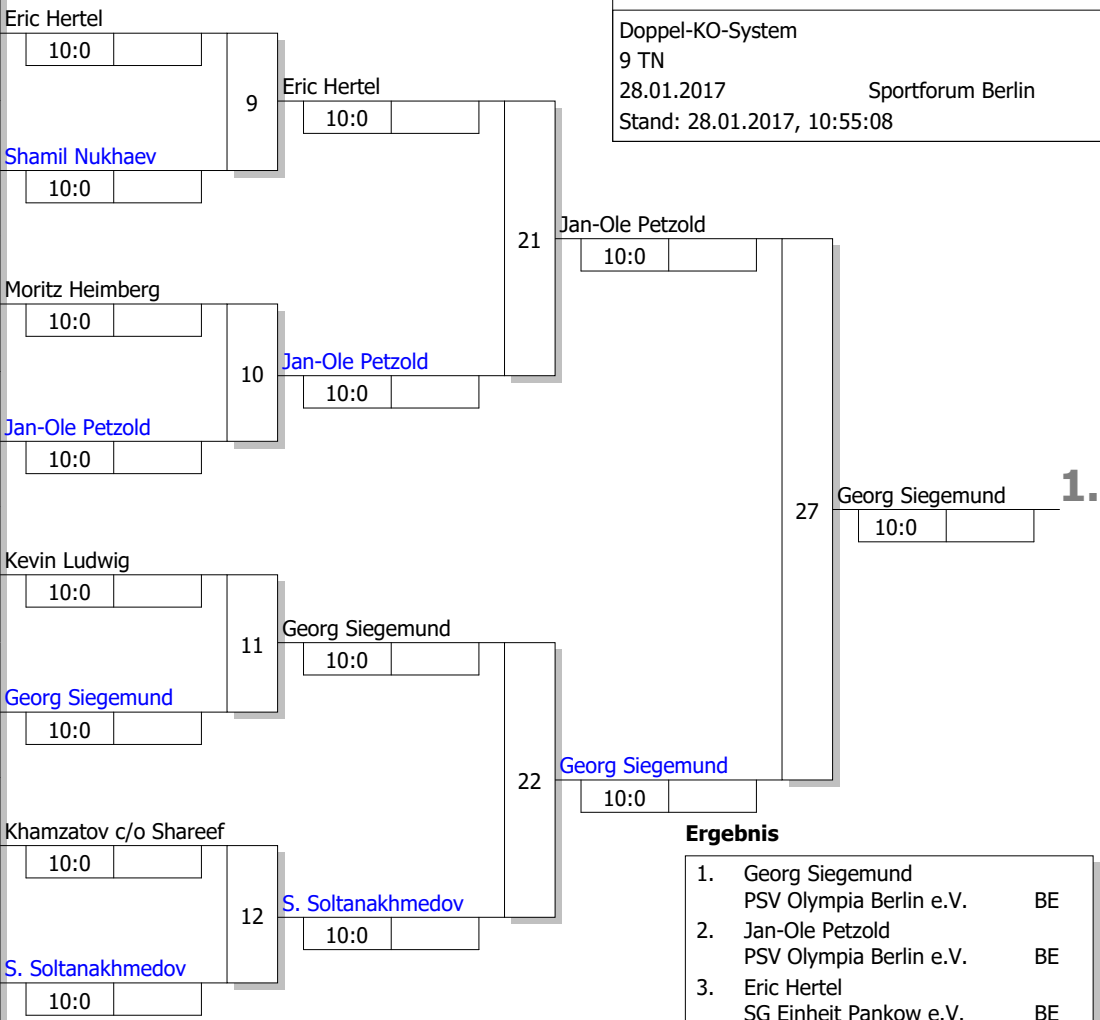 Doppel-KO-System
9 TN
28.01.2017 Sportforum Berlin
Stand: 28.01.2017, 10:55:08
Eric Hertel
10:0
9
Shamil Nukhaev
10:0
Eric Hertel
10:0
21
Moritz Heimberg
10:0
10
Jan-Ole Petzold
10:0
Jan-Ole Petzold
10:0
Jan-Ole Petzold
10:0
27
Georg Siegemund 1.
10:0
Kevin Ludwig
10:0
11
Georg Siegemund
10:0
Georg Siegemund
10:0
22
Georg Siegemund
10:0
Khamzatov c/o Shareef
10:0
12
S. Soltanakhmedov
10:0
S. Soltanakhmedov
10:0
Ergebnis
1. Georg Siegemund
PSV Olympia Berlin e.V. BE
2. Jan-Ole Petzold
PSV Olympia Berlin e.V. BE
3. Eric Hertel
SG Einheit Pankow e.V. BE